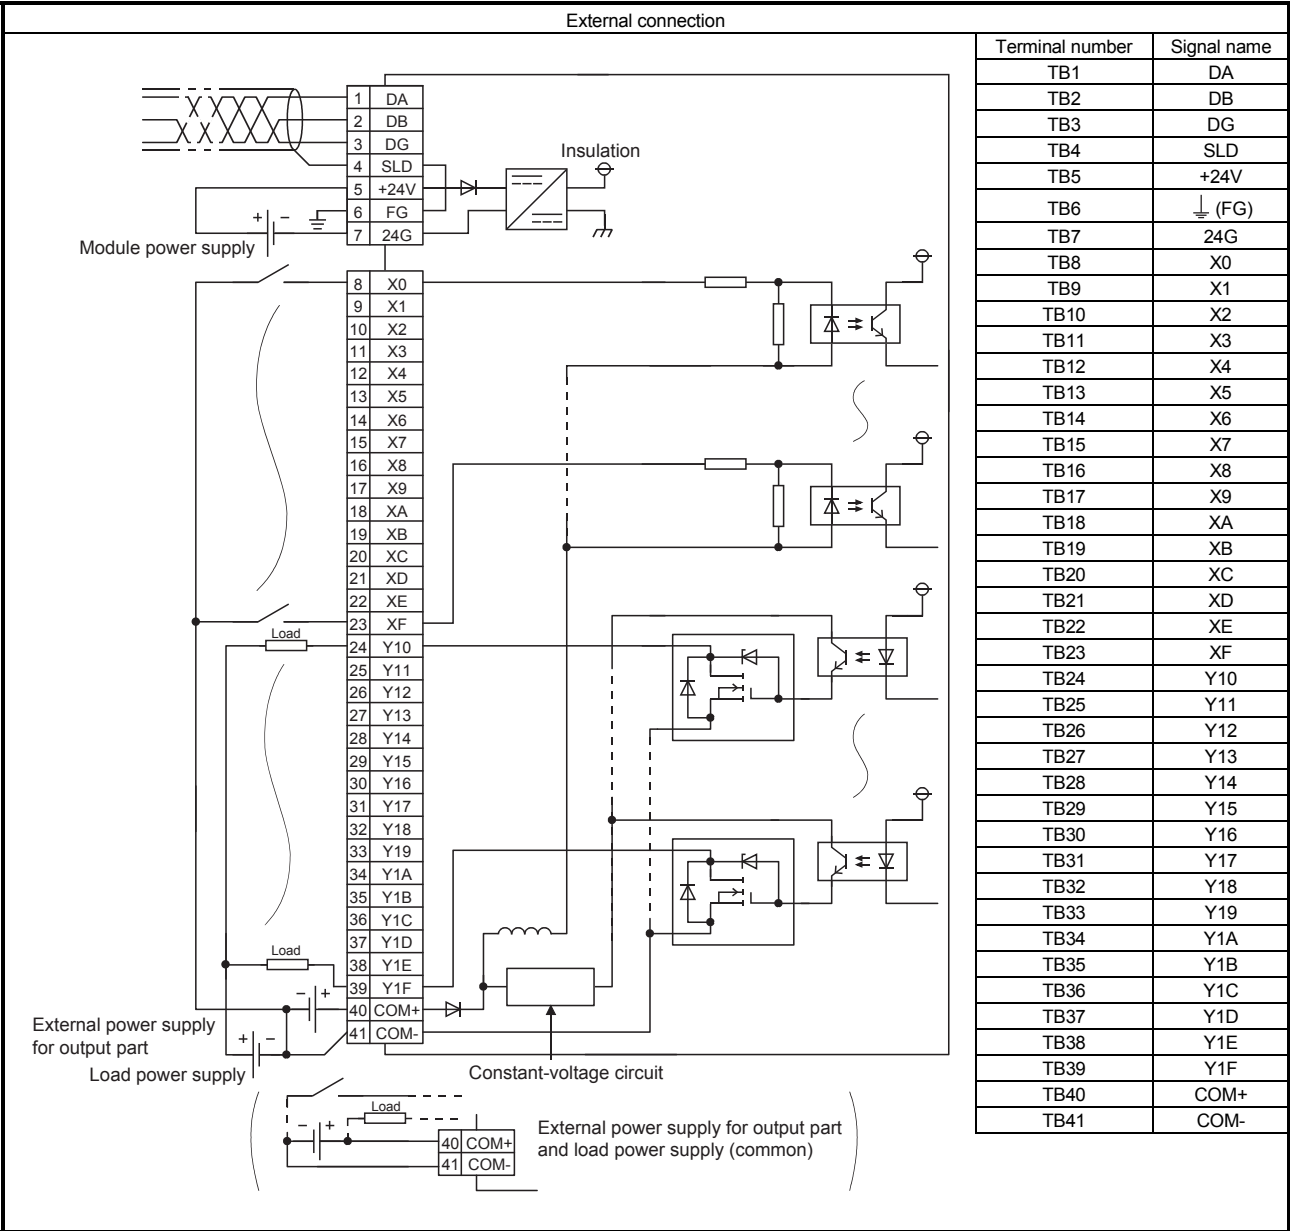 External connection
Terminal number Signal name
TB1 DA
TB2 DB
TB3 DG
TB4 SLD
TB5 +24V
TB6 ⏚ (FG)
TB7 24G
TB8 X0
TB9 X1
TB10 X2
TB11 X3
TB12 X4
TB13 X5
TB14 X6
TB15 X7
TB16 X8
TB17 X9
TB18 XA
TB19 XB
TB20 XC
TB21 XD
TB22 XE
TB23 XF
TB24 Y10
TB25 Y11
TB26 Y12
TB27 Y13
TB28 Y14
TB29 Y15
TB30 Y16
TB31 Y17
TB32 Y18
TB33 Y19
TB34 Y1A
TB35 Y1B
TB36 Y1C
TB37 Y1D
TB38 Y1E
TB39 Y1F
TB40 COM+
TB41 COM-
1 DA
2 DB
3 DG
4 SLD
5 +24V
6 FG
7 24G
Insulation
+ −
Module power supply
8 X0
9 X1
10 X2
11 X3
12 X4
13 X5
14 X6
15 X7
16 X8
17 X9
18 XA
19 XB
20 XC
21 XD
22 XE
23 XF
Load
24 Y10
25 Y11
26 Y12
27 Y13
28 Y14
29 Y15
30 Y16
31 Y17
32 Y18
33 Y19
34 Y1A
35 Y1B
36 Y1C
37 Y1D
Load
38 Y1E
39 Y1F
− +
40 COM+
41 COM-
External power supply
for output part
+ −
Load power supply
Constant-voltage circuit
Load
− +
40 COM+
41 COM-
External power supply for output part
and load power supply (common)